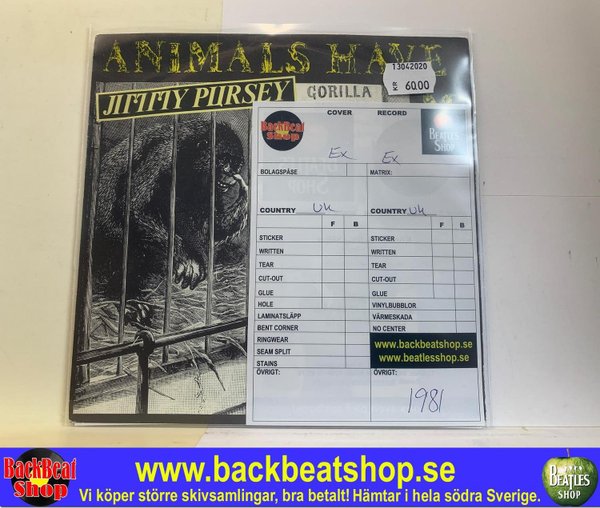 ANIMALS HAVE
13042020
KR 60.00
JIMMY PURSEY
GORILLA
COVER RECORD
BackBeat
Shop
BEATLES
SHOP
Ex Ex
BOLAGSPÅSE MATRIX:
COUNTRY Uk COUNTRY Uk
F B F B
STICKER STICKER
WRITTEN WRITTEN
TEAR TEAR
CUT-OUT CUT-OUT
GLUE GLUE
HOLE VINYLBUBBLOR
LAMINATSLÄPP VÄRMESKADA
BENT CORNER NO CENTER
RINGWEAR www.backbeatshop.se
SEAM SPLIT www.beatlesshop.se
STAINS
ÖVRIGT: ÖVRIGT:
1981
BackBeat
Shop
www.backbeatshop.se
Vi köper större skivsamlingar, bra betalt! Hämtar i hela södra Sverige.
BEATLES
SHOP